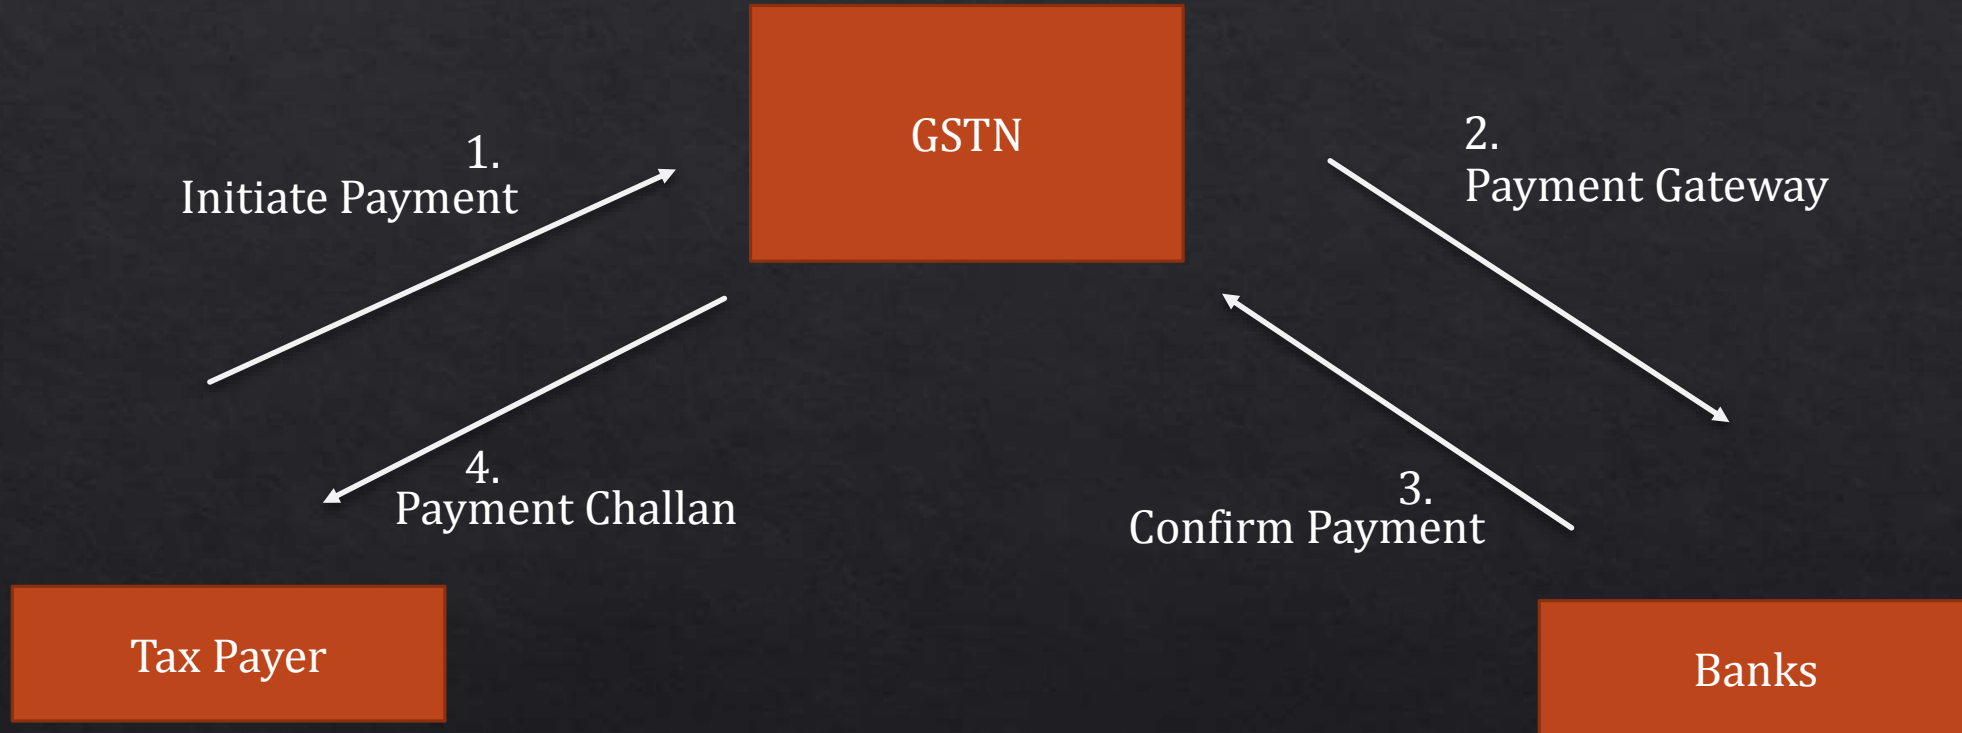 GSTN
1.
Initiate Payment
2.
Payment Gateway
4.
Payment Challan
3.
Confirm Payment
Tax Payer
Banks